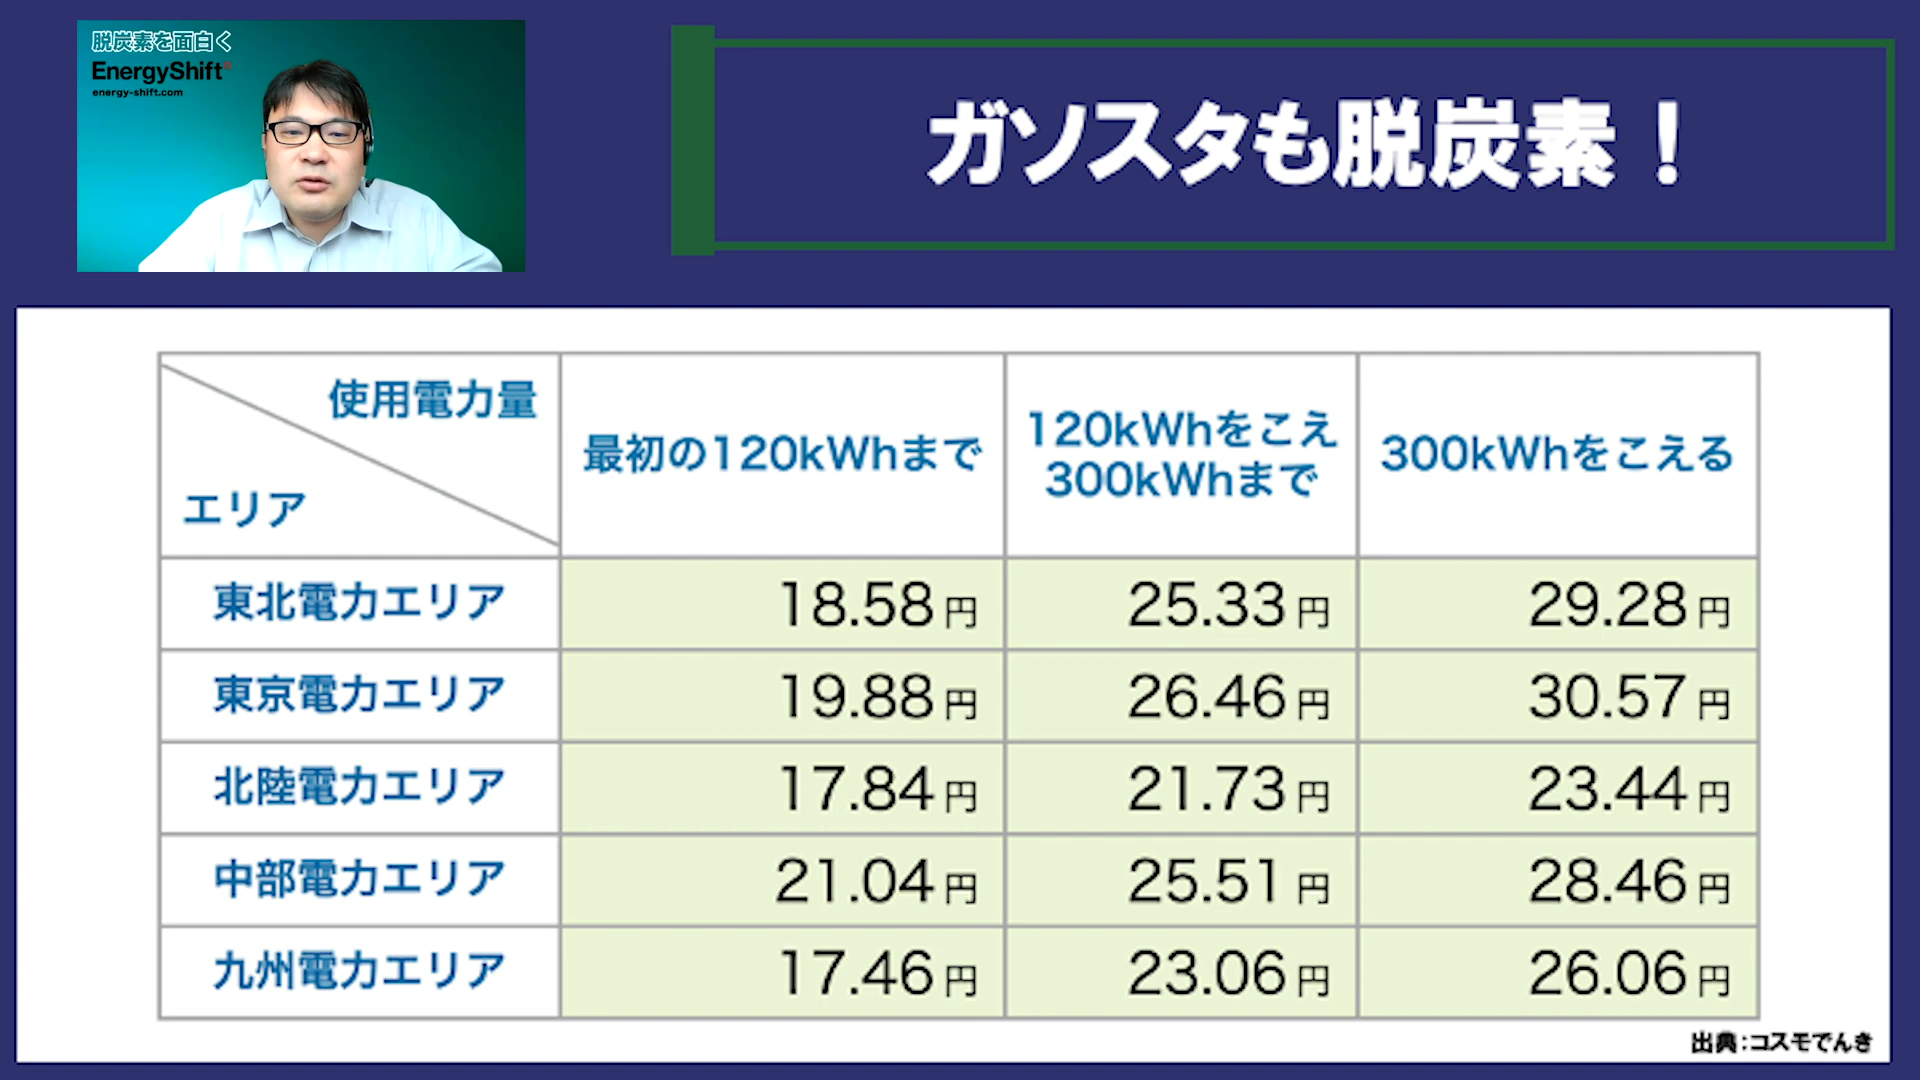 脱炭素を面白く
EnergyShift
energy-shift.com
ガソスタも脱炭素！
使用電力量
エリア
最初の120kWhまで
120kWhをこえ
300kWhまで
300kWhをこえる
東北電力エリア 18.58円 25.33円 29.28円
東京電力エリア 19.88円 26.46円 30.57円
北陸電力エリア 17.84円 21.73円 23.44円
中部電力エリア 21.04円 25.51円 28.46円
九州電力エリア 17.46円 23.06円 26.06円
出典：コスモでんき